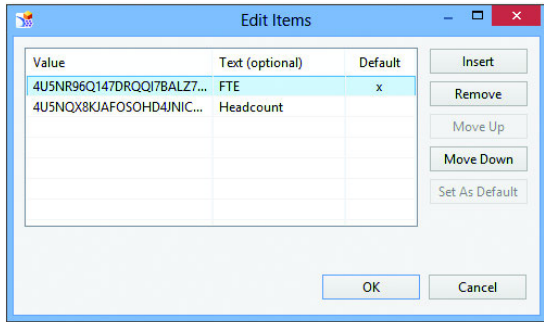 Edit Items
Value Text (optional) Default
4U5NR96Q147DRQQI7BALZ7... FTE x
4U5NQX8KJAFOSOHD4JNIC... Headcount
Insert
Remove
Move Up
Move Down
Set As Default
OK Cancel